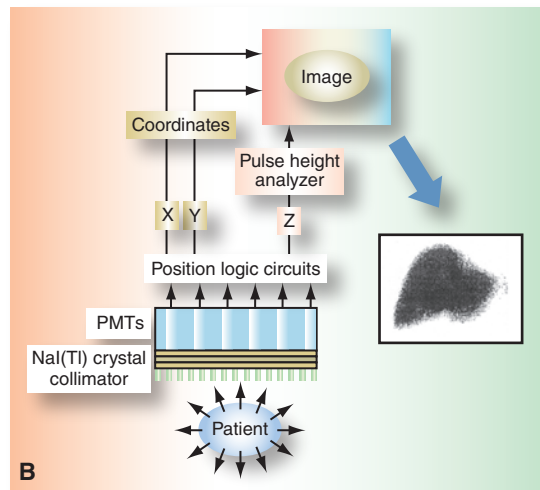 Image
Coordinates
Pulse height
analyzer
X
Y
Z
Position logic circuits
PMTs
NaI(Tl) crystal
collimator
Patient
B